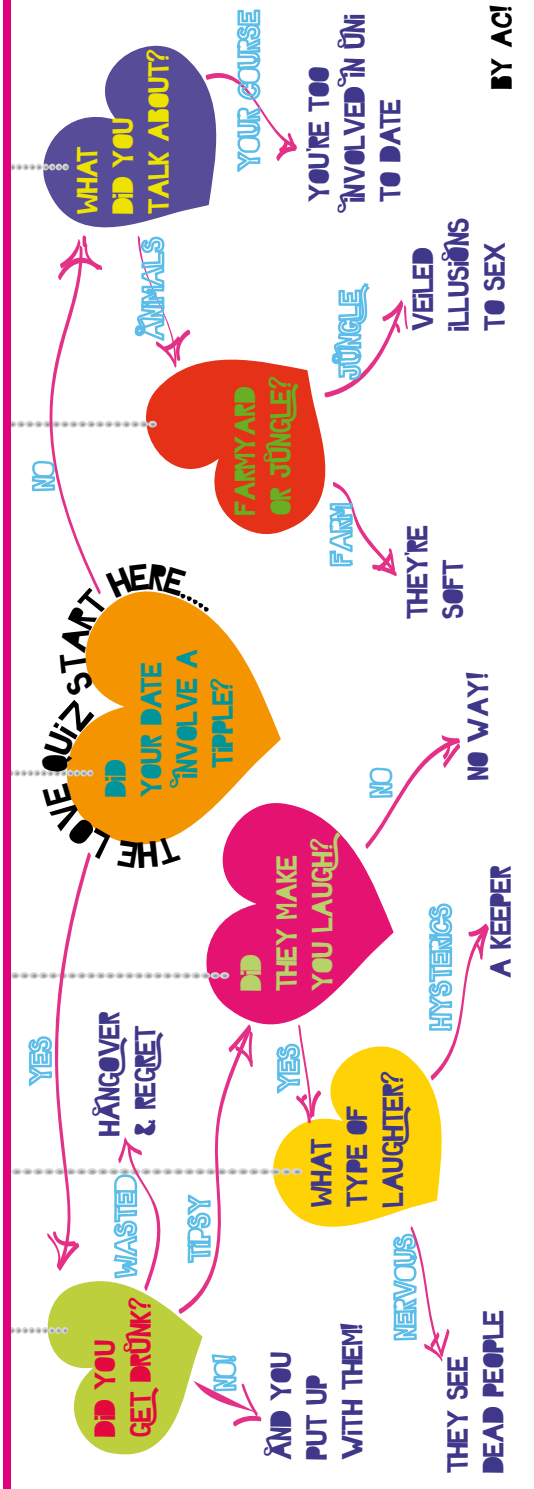 THE LOVE QUIZ START HERE.....
DID
YOUR DATE
INVOLVE A
TIPPLE?
YES
NO
DID YOU
GET DRUNK?
WASTED
HANGOVER
& REGRET
TIPSY
NO!
AND YOU
PUT UP
WITH THEM!
DID
THEY MAKE
YOU LAUGH?
YES
NO
NO WAY!
WHAT
TYPE OF
LAUGHTER?
NERVOUS
THEY SEE
DEAD PEOPLE
HYSTERICS
A KEEPER
WHAT
DID YOU
TALK ABOUT?
ANIMALS
YOUR COURSE
YOU'RE TOO
INVOLVED IN UNI
TO DATE
FARMYARD
OR JUNGLE?
FARM
THEY'RE
SOFT
JUNGLE
VEILED
ILLUSIONS
TO SEX
BY AC!